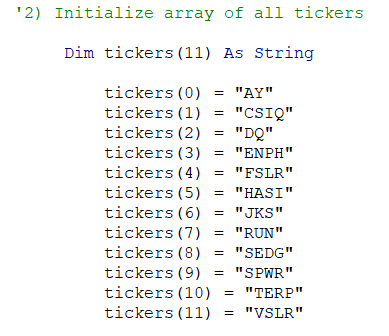 '2) Initialize array of all tickers
Dim tickers(11) As String
tickers(0) = "AY"
tickers(1) = "CSIQ"
tickers(2) = "DQ"
tickers(3) = "ENPH"
tickers(4) = "FSLR"
tickers(5) = "HASI"
tickers(6) = "JKS"
tickers(7) = "RUN"
tickers(8) = "SEDG"
tickers(9) = "SPWR"
tickers(10) = "TERP"
tickers(11) = "VSLR"